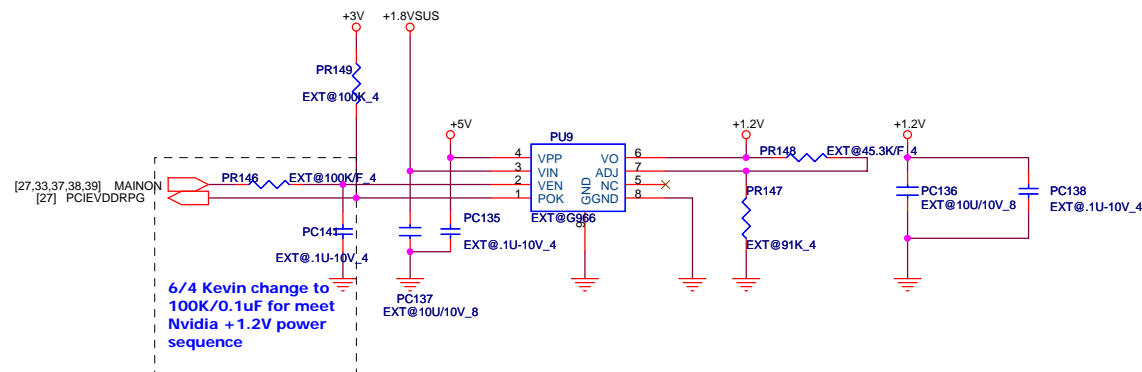 +3V
+1.8VSUS
PR149
EXT@100K_4
+5V
PU9
+1.2V
+1.2V
PR148
EXT@45.3K/F_4
4 VPP VO 6
3 VIN ADJ 7
2 VEN NC 5
1 POK GGND 8
GND
9
EXT@G966
[27,33,37,38,39] MAINON
[27] PCIEVDDRPG
PR146
EXT@100K/F_4
PC141
EXT@.1U-10V_4
PC135
EXT@.1U-10V_4
PC137
EXT@10U/10V_8
PR147
EXT@91K_4
PC136
EXT@10U/10V_8
PC138
EXT@.1U-10V_4
6/4 Kevin change to
100K/0.1uF for meet
Nvidia +1.2V power
sequence